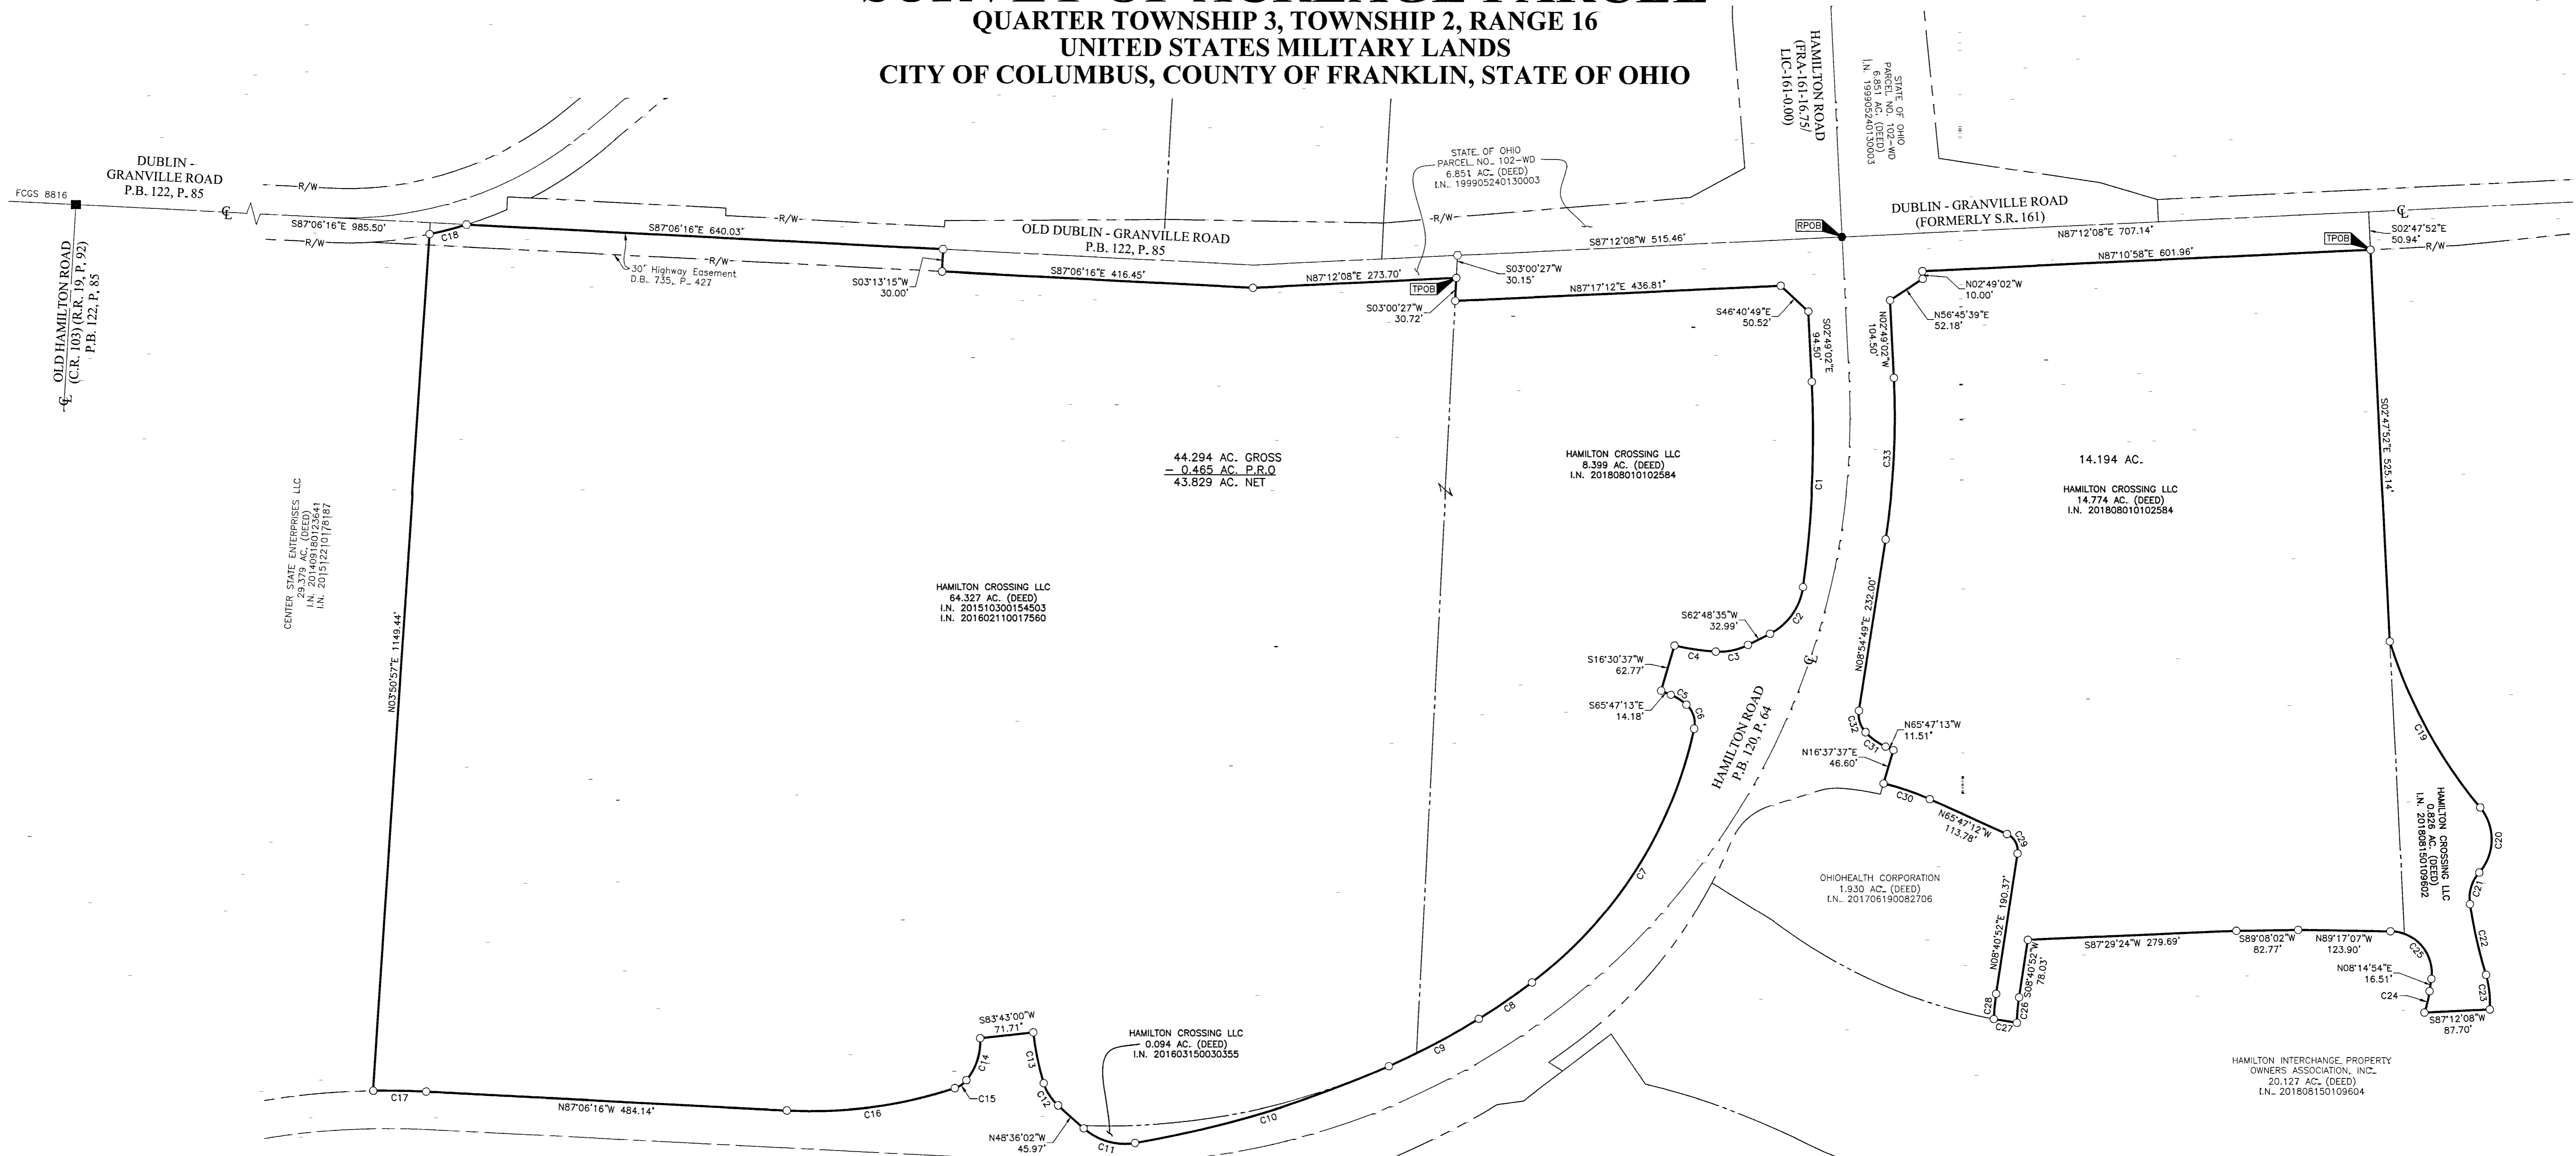 QUARTER TOWNSHIP 3, TOWNSHIP 2, RANGE 16
UNITED STATES MILITARY LANDS
CITY OF COLUMBUS, COUNTY OF FRANKLIN, STATE OF OHIO
FCGS 8816
DUBLIN -
GRANVILLE ROAD
P.B. 122, P. 85
OLD HAMILTON ROAD
(C.R. 103) (R.R. 19, P. 92)
P.B. 122, P. 85
R/W
S87°06'16"E 985.50'
R/W
C18
S87°06'16"E 640.03'
R/W
30' Highway Easement
D.B. 735, P. 427
R/W
S03°13'15"W
30.00'
OLD DUBLIN - GRANVILLE ROAD
P.B. 122, P. 85
S87°06'16"E 416.45'
N87°12'08"E 273.70'
STATE OF OHIO
PARCEL NO. 102-WD
6.851 AC. (DEED)
I.N. 199905240130003
R/W
TPOB
S03°00'27"W
30.15'
S03°00'27"W
30.72'
S87°12'08"W 515.46'
N87°17'12"E 436.81'
HAMILTON ROAD
(FRA-161-16.75/
LIC-161-0.00)
STATE OF OHIO
PARCEL NO. 102-WD
6.851 AC. (DEED)
I.N. 199905240130003
RPOB
DUBLIN - GRANVILLE ROAD
(FORMERLY S.R. 161)
N87°12'08"E 707.14'
TPOB
S02°47'52"E
50.94'
R/W
N87°10'58"E 601.96'
N02°49'02"W
10.00'
N56°45'39"E
52.18'
S46°40'49"E
50.52'
S02°49'02"E
94.50'
N02°49'02"W
104.50'
C1
C33
S02°47'52"E 525.14'
44.294 AC. GROSS
- 0.465 AC. P.R.O
43.829 AC. NET
HAMILTON CROSSING LLC
8.399 AC. (DEED)
I.N. 201808010102584
14.194 AC.
HAMILTON CROSSING LLC
14.774 AC. (DEED)
I.N. 201808010102584
CENTER STATE ENTERPRISES LLC
29.379 AC. (DEED)
I.N. 201409180123641
I.N. 201512210178187
N03°50'57"E 1149.44'
HAMILTON CROSSING LLC
64.327 AC. (DEED)
I.N. 201510300154503
I.N. 201602110017560
C2
S62°48'35"W
32.99'
C3
C4
S16°30'37"W
62.77'
S65°47'13"E
14.18'
C5
C6
N08°54'49"E 232.00'
HAMILTON ROAD
P.B. 120, P. 64
C32
C31
N65°47'13"W
11.51'
N16°37'37"E
46.60'
C30
N65°47'12"W
113.78'
C29
C19
HAMILTON CROSSING LLC
0.826 AC. (DEED)
I.N. 201808150109602
C20
C21
C22
C23
C7
C8
C9
C10
OHIOHEALTH CORPORATION
1.930 AC. (DEED)
I.N. 201706190082706
N08°40'52"E 190.37'
S08°40'52"W
78.03'
S87°29'24"W 279.69'
S89°08'02"W
82.77'
N89°17'07"W
123.90'
C25
N08°14'54"E
16.51'
C24
S87°12'08"W
87.70'
C28
C27
C26
S83°43'00"W
71.71'
C14
C13
C15
C12
HAMILTON CROSSING LLC
0.094 AC. (DEED)
I.N. 201603150030355
C17
N87°06'16"W 484.14'
C16
N48°36'02"W
45.97'
C11
HAMILTON INTERCHANGE PROPERTY
OWNERS ASSOCIATION, INC.
20.127 AC. (DEED)
I.N. 201808150109604